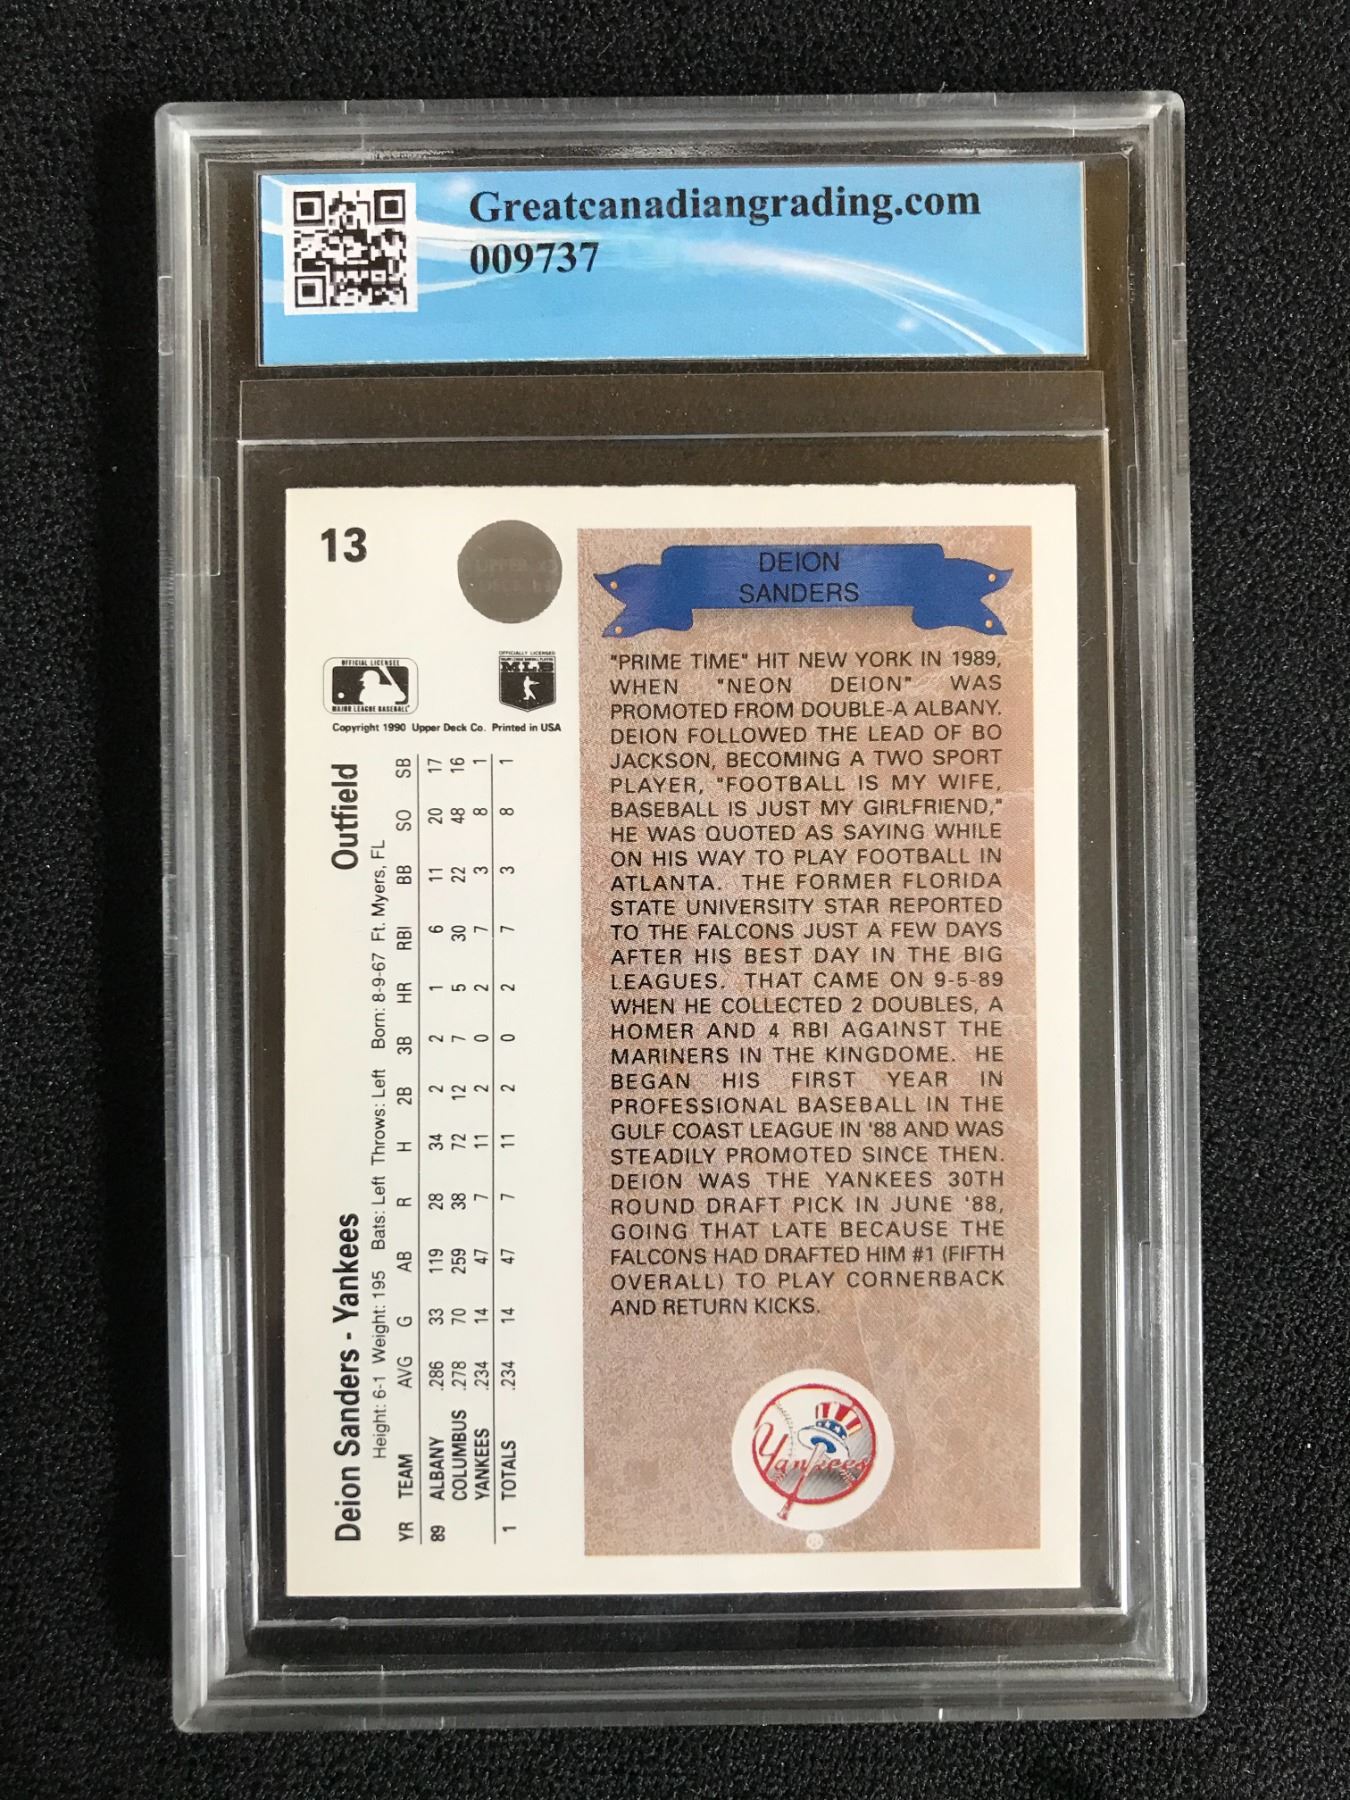 Greatcanadiangrading.com
009737
13
OFFICIAL LICENSEE
MAJOR LEAGUE BASEBALL
OFFICIALLY LICENSED
MLB
Copyright 1990 Upper Deck Co. Printed in USA
Deion Sanders - Yankees Outfield
Height: 6-1 Weight: 195 Bats: Left Throws: Left Born: 8-9-67 Ft. Myers, FL
YR TEAM AVG G AB R H 2B 3B HR RBI BB SO SB
89 ALBANY .286 33 119 28 34 2 2 1 6 11 20 17
COLUMBUS .278 70 259 38 72 12 7 5 30 22 48 16
YANKEES .234 14 47 7 11 2 0 2 7 3 8 1
1 TOTALS .234 14 47 7 11 2 0 2 7 3 8 1
DEION
SANDERS
"PRIME TIME" HIT NEW YORK IN 1989,
WHEN "NEON DEION" WAS
PROMOTED FROM DOUBLE-A ALBANY.
DEION FOLLOWED THE LEAD OF BO
JACKSON, BECOMING A TWO SPORT
PLAYER, "FOOTBALL IS MY WIFE,
BASEBALL IS JUST MY GIRLFRIEND,"
HE WAS QUOTED AS SAYING WHILE
ON HIS WAY TO PLAY FOOTBALL IN
ATLANTA. THE FORMER FLORIDA
STATE UNIVERSITY STAR REPORTED
TO THE FALCONS JUST A FEW DAYS
AFTER HIS BEST DAY IN THE BIG
LEAGUES. THAT CAME ON 9-5-89
WHEN HE COLLECTED 2 DOUBLES, A
HOMER AND 4 RBI AGAINST THE
MARINERS IN THE KINGDOME. HE
BEGAN HIS FIRST YEAR IN
PROFESSIONAL BASEBALL IN THE
GULF COAST LEAGUE IN '88 AND WAS
STEADILY PROMOTED SINCE THEN.
DEION WAS THE YANKEES 30TH
ROUND DRAFT PICK IN JUNE '88,
GOING THAT LATE BECAUSE THE
FALCONS HAD DRAFTED HIM #1 (FIFTH
OVERALL) TO PLAY CORNERBACK
AND RETURN KICKS.
Yankees
®